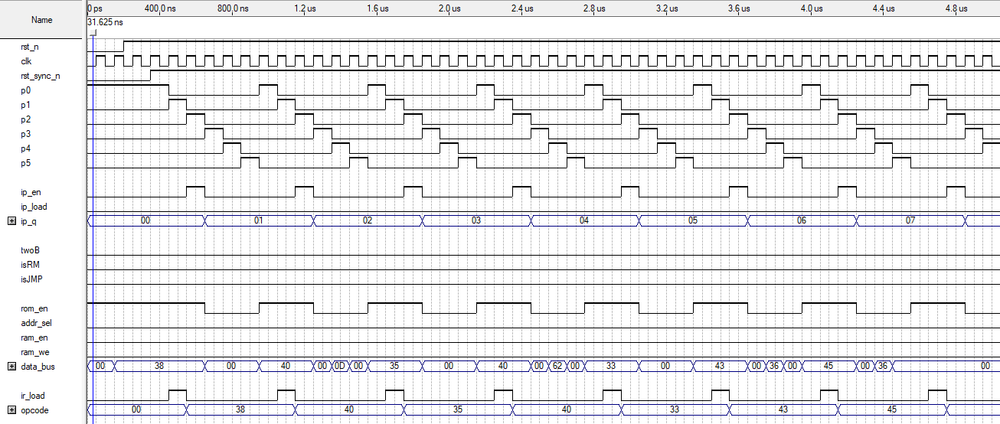 Name 0 ps 400.0 ns 800.0 ns 1.2 us 1.6 us 2.0 us 2.4 us 2.8 us 3.2 us 3.6 us 4.0 us 4.4 us 4.8 us
31.625 ns
rst_n
clk
rst_sync_n
p0
p1
p2
p3
p4
p5
ip_en
ip_load
ip_q 00 01 02 03 04 05 06 07
twoB
isRM
isJMP
rom_en
addr_sel
ram_en
ram_we
data_bus 00 38 00 40 00 0D 00 35 00 40 00 62 00 33 00 43 00 36 00 45 00 36 00
ir_load
opcode 00 38 40 35 40 33 43 45